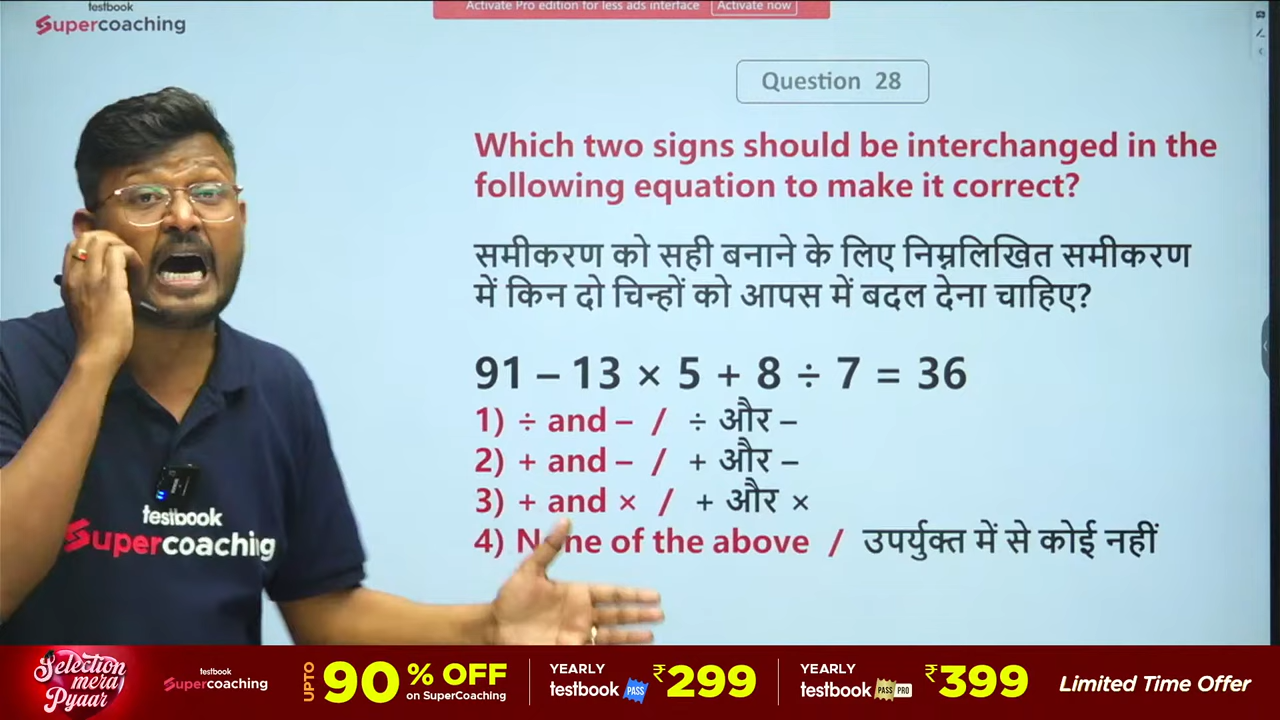 testbook
Supercoaching
Activate Pro edition for less ads interface Activate now
Question 28
Which two signs should be interchanged in the
following equation to make it correct?
समीकरण को सही बनाने के लिए निम्नलिखित समीकरण
में किन दो चिन्हों को आपस में बदल देना चाहिए?
91 – 13 × 5 + 8 ÷ 7 = 36
1) ÷ and – / ÷ और –
2) + and – / + और –
3) + and × / + और ×
4) None of the above / उपर्युक्त में से कोई नहीं
testbook
Supercoaching
Selection
mera
Pyaar
testbook
Supercoaching
UPTO 90% OFF
on SuperCoaching
YEARLY
testbook PASS ₹299
YEARLY
testbook PASS PRO ₹399
Limited Time Offer